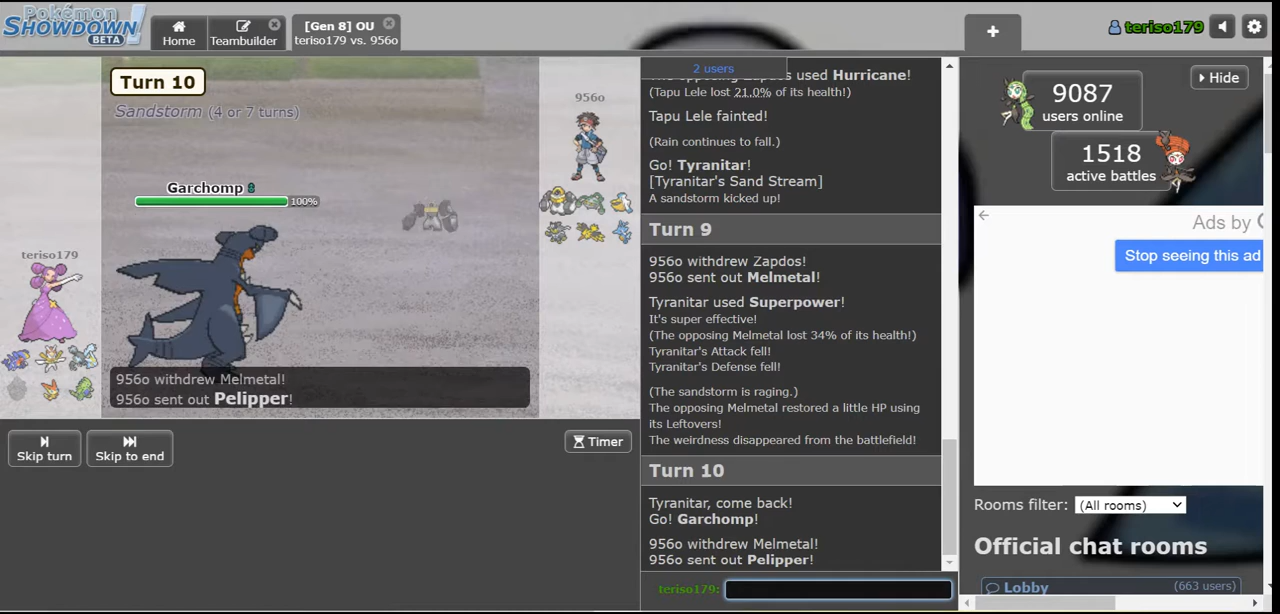 Pokémon
SHOWDOWN!
BETA
Home
Teambuilder
[Gen 8] OU
teriso179 vs. 956o
+
teriso179
Turn 10
Sandstorm (4 or 7 turns)
Garchomp
100%
teriso179
956o
956o withdrew Melmetal!
956o sent out Pelipper!
Skip turn
Skip to end
Timer
2 users
The opposing Zapdos used Hurricane!
(Tapu Lele lost 21.0% of its health!)
Tapu Lele fainted!
(Rain continues to fall.)
Go! Tyranitar!
[Tyranitar's Sand Stream]
A sandstorm kicked up!
Turn 9
956o withdrew Zapdos!
956o sent out Melmetal!
Tyranitar used Superpower!
It's super effective!
(The opposing Melmetal lost 34% of its health!)
Tyranitar's Attack fell!
Tyranitar's Defense fell!
(The sandstorm is raging.)
The opposing Melmetal restored a little HP using
its Leftovers!
The weirdness disappeared from the battlefield!
Turn 10
Tyranitar, come back!
Go! Garchomp!
956o withdrew Melmetal!
956o sent out Pelipper!
teriso179:
9087
users online
1518
active battles
Hide
Ads by
Stop seeing this ad
Rooms filter: (All rooms)
Official chat rooms
Lobby
(663 users)